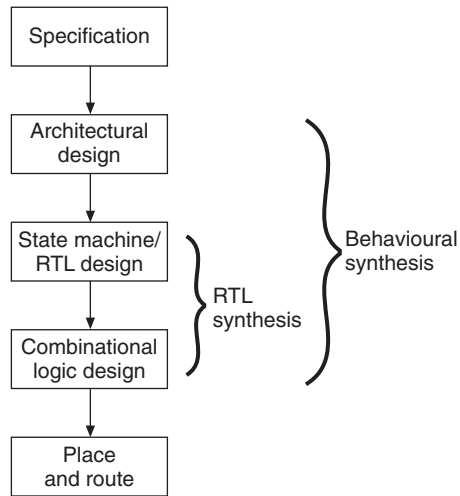 Specification
Architectural
design
State machine/
RTL design
Combinational
logic design
Place
and route
RTL
synthesis
Behavioural
synthesis